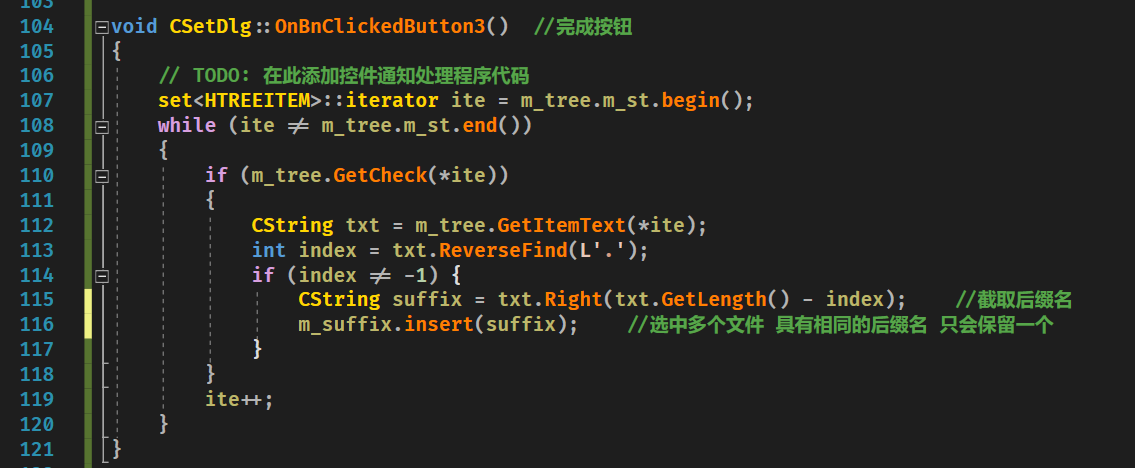 103
104 void CSetDlg::OnBnClickedButton3()  //完成按钮
105 {
106     // TODO: 在此添加控件通知处理程序代码
107     set<HTREEITEM>::iterator ite = m_tree.m_st.begin();
108     while (ite != m_tree.m_st.end())
109     {
110         if (m_tree.GetCheck(*ite))
111         {
112             CString txt = m_tree.GetItemText(*ite);
113             int index = txt.ReverseFind(L'.');
114             if (index != -1) {
115                 CString suffix = txt.Right(txt.GetLength() - index);    //截取后缀名
116                 m_suffix.insert(suffix);    //选中多个文件 具有相同的后缀名 只会保留一个
117             }
118         }
119         ite++;
120     }
121 }